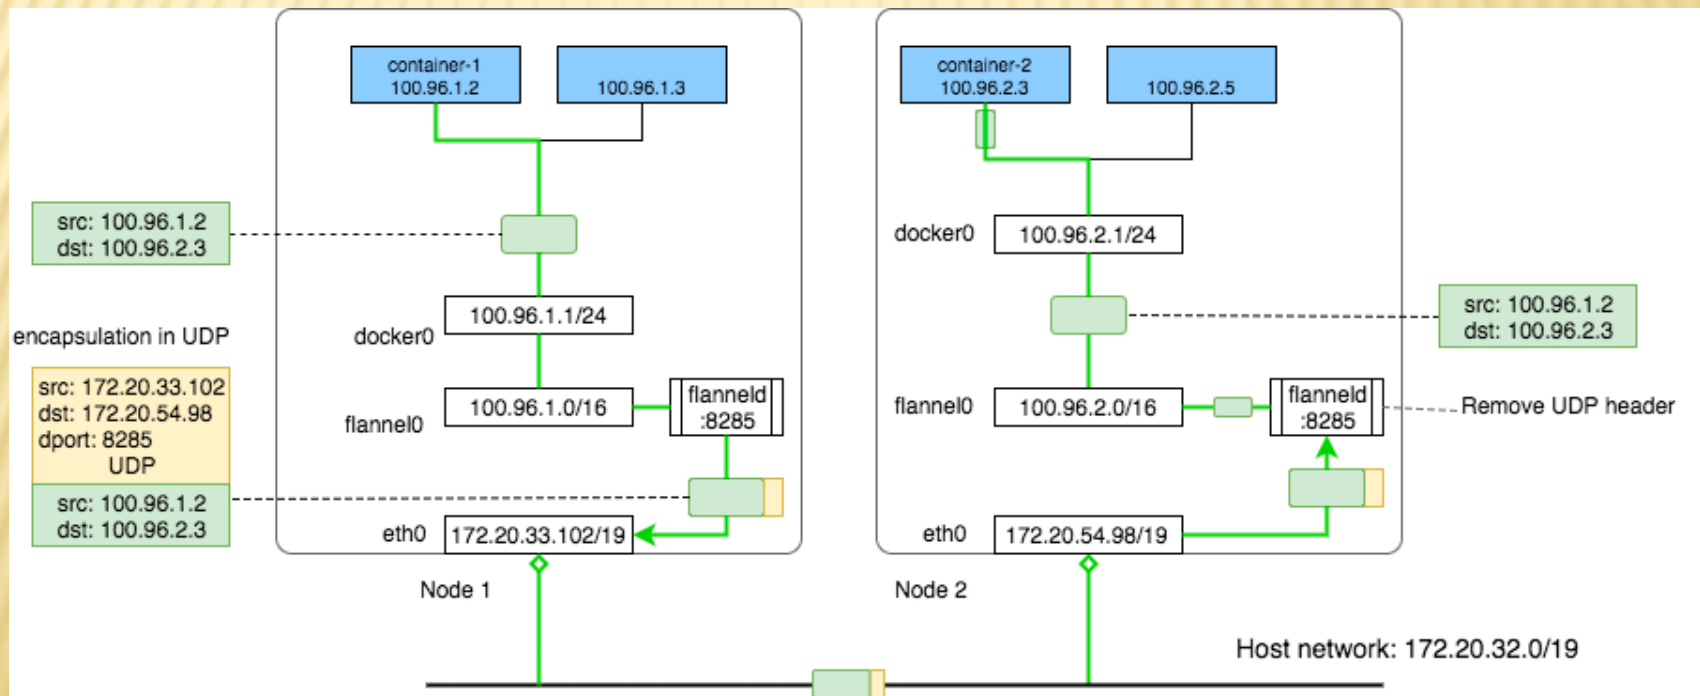 container-1
100.96.1.2
100.96.1.3
container-2
100.96.2.3
100.96.2.5
src: 100.96.1.2
dst: 100.96.2.3
docker0
100.96.2.1/24
100.96.1.1/24
docker0
src: 100.96.1.2
dst: 100.96.2.3
encapsulation in UDP
src: 172.20.33.102
dst: 172.20.54.98
dport: 8285
UDP
src: 100.96.1.2
dst: 100.96.2.3
flannel0
100.96.1.0/16
flanneld
:8285
flannel0
100.96.2.0/16
flanneld
:8285
Remove UDP header
eth0
172.20.33.102/19
eth0
172.20.54.98/19
Node 1
Node 2
Host network: 172.20.32.0/19